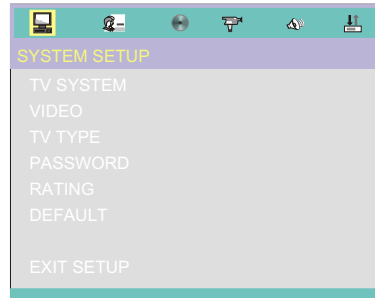 SYSTEM SETUP
TV SYSTEM
VIDEO
TV TYPE
PASSWORD
RATING
DEFAULT
EXIT SETUP